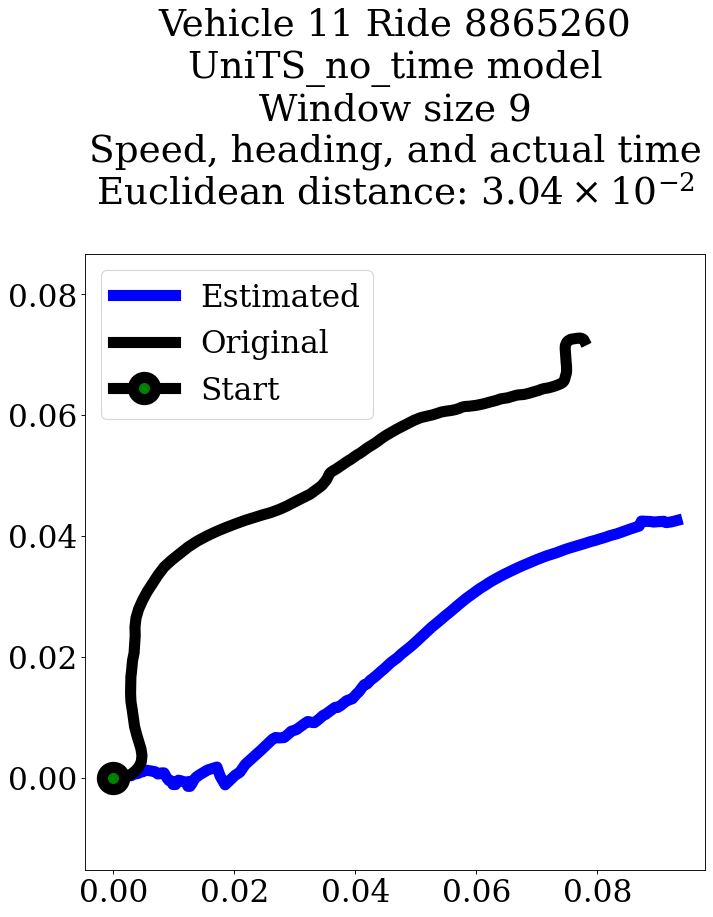 Vehicle 11 Ride 8865260
UniTS_no_time model
Window size 9
Speed, heading, and actual time
Euclidean distance: 3.04 × 10⁻²
Estimated
Original
Start
0.08
0.06
0.04
0.02
0.00
0.00 0.02 0.04 0.06 0.08